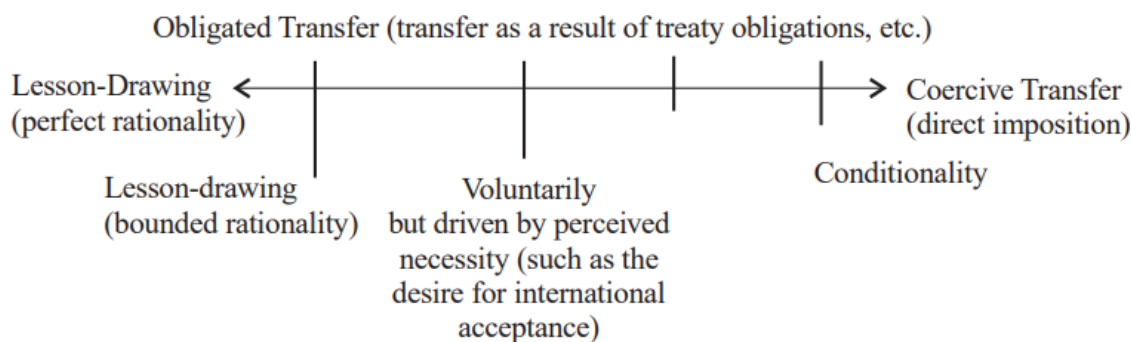 Obligated Transfer (transfer as a result of treaty obligations, etc.)
Lesson-Drawing
(perfect rationality)
Coercive Transfer
(direct imposition)
Lesson-drawing
(bounded rationality)
Voluntarily
but driven by perceived
necessity (such as the
desire for international
acceptance)
Conditionality